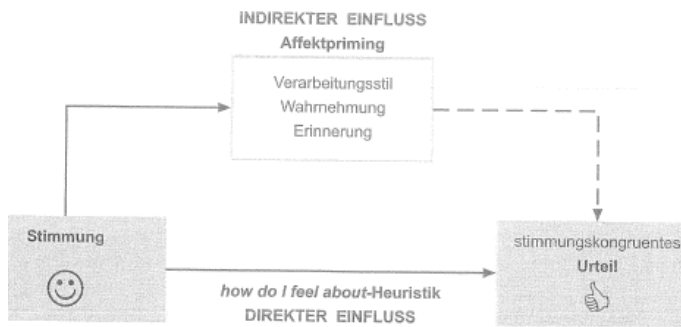 INDIREKTER EINFLUSS
Affektpriming
Verarbeitungsstil
Wahrnehmung
Erinnerung
Stimmung
stimmungskongruentes
Urteil
how do I feel about-Heuristik
DIREKTER EINFLUSS